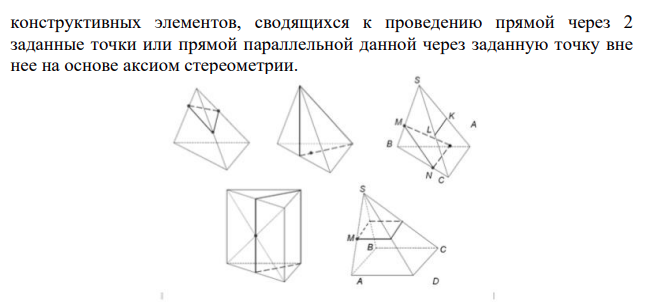 конструктивных элементов, сводящихся к проведению прямой через 2
заданные точки или прямой параллельной данной через заданную точку вне
нее на основе аксиом стереометрии.
S
M
K
L
A
B
N
C
S
M
B
C
A
D